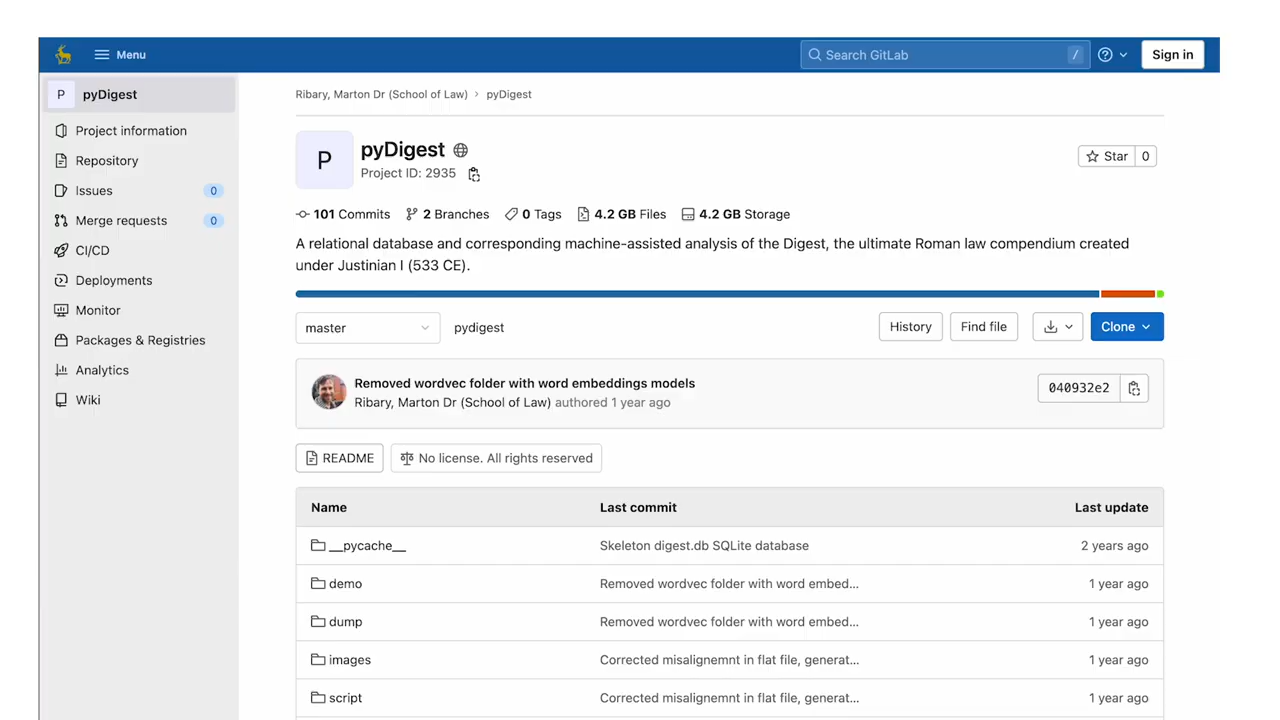 Menu
Search GitLab
/
Sign in
P pyDigest
Project information
Repository
Issues 0
Merge requests 0
CI/CD
Deployments
Monitor
Packages & Registries
Analytics
Wiki
Ribary, Marton Dr (School of Law) › pyDigest
P
pyDigest
Project ID: 2935
Star 0
101 Commits 2 Branches 0 Tags 4.2 GB Files 4.2 GB Storage
A relational database and corresponding machine-assisted analysis of the Digest, the ultimate Roman law compendium created
under Justinian I (533 CE).
master pydigest History Find file Clone
Removed wordvec folder with word embeddings models
Ribary, Marton Dr (School of Law) authored 1 year ago
040932e2
README No license. All rights reserved
Name Last commit Last update
__pycache__ Skeleton digest.db SQLite database 2 years ago
demo Removed wordvec folder with word embed... 1 year ago
dump Removed wordvec folder with word embed... 1 year ago
images Corrected misalignemnt in flat file, generat... 1 year ago
script Corrected misalignemnt in flat file, generat... 1 year ago